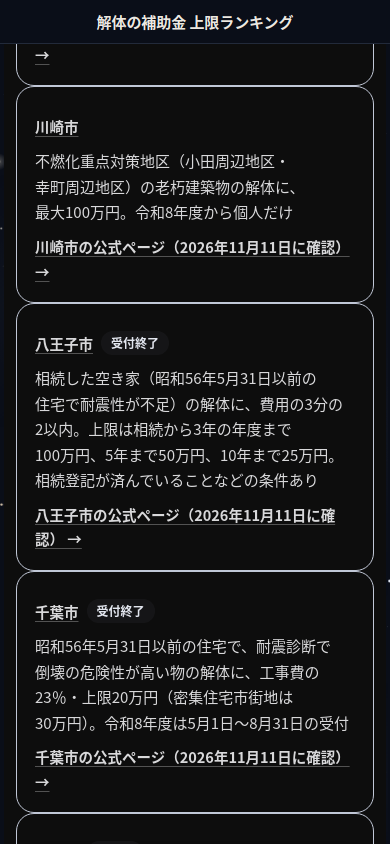 解体の補助金 上限ランキング
→
川崎市
不燃化重点対策地区（小田周辺地区・
幸町周辺地区）の老朽建築物の解体に、
最大100万円。令和8年度から個人だけ
川崎市の公式ページ（2026年11月11日に確認）
→
八王子市 受付終了
相続した空き家（昭和56年5月31日以前の
住宅で耐震性が不足）の解体に、費用の3分の
2以内。上限は相続から3年の年度まで
100万円、5年まで50万円、10年まで25万円。
相続登記が済んでいることなどの条件あり
八王子市の公式ページ（2026年11月11日に確
認） →
千葉市 受付終了
昭和56年5月31日以前の住宅で、耐震診断で
倒壊の危険性が高い物の解体に、工事費の
23％・上限20万円（密集住宅市街地は
30万円）。令和8年度は5月1日〜8月31日の受付
千葉市の公式ページ（2026年11月11日に確認）
→